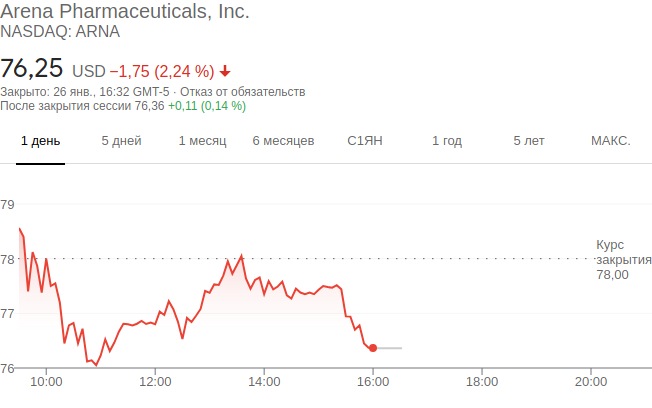 Arena Pharmaceuticals, Inc.
NASDAQ: ARNA
76,25 USD −1,75 (2,24 %)
Закрыто: 26 янв., 16:32 GMT-5 · Отказ от обязательств
После закрытия сессии 76,36 +0,11 (0,14 %)
1 день 5 дней 1 месяц 6 месяцев С1ЯН 1 год 5 лет МАКС.
79
78
77
76
Курс
закрытия
78,00
10:00 12:00 14:00 16:00 18:00 20:00